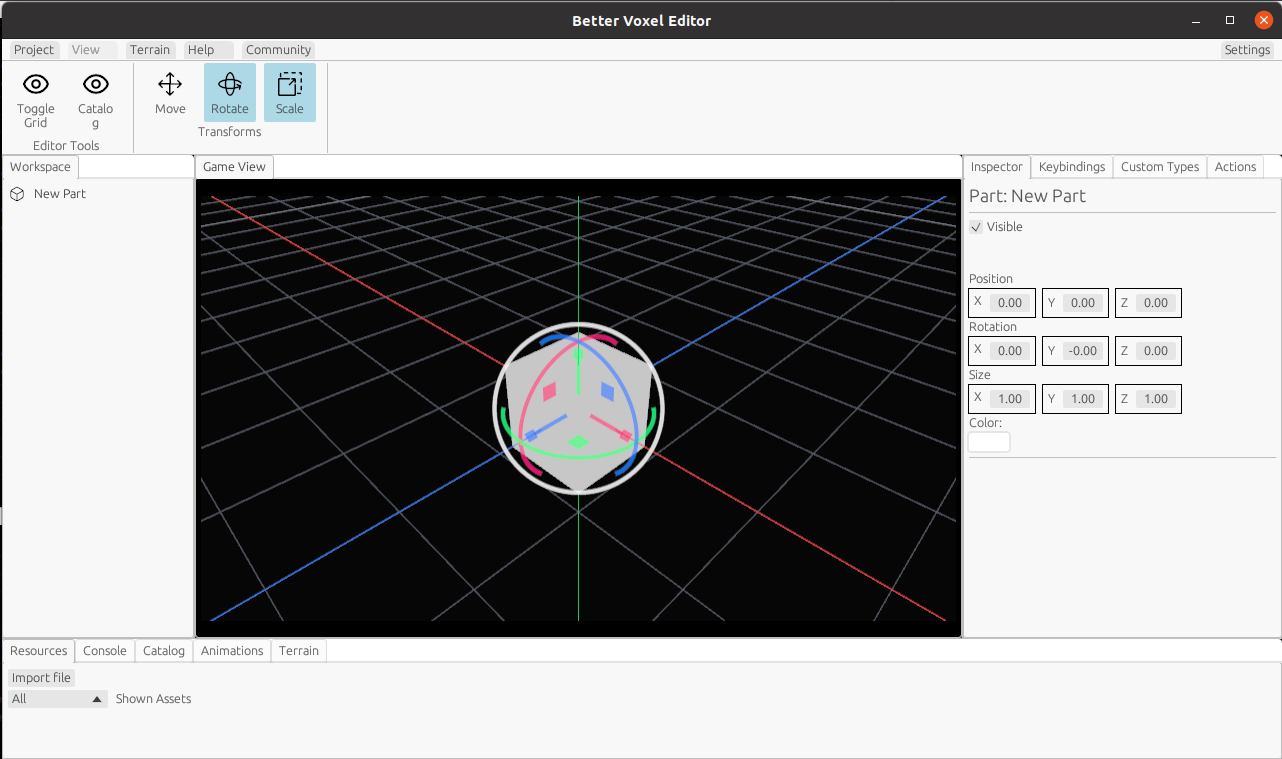 Better Voxel Editor
Project View Terrain Help Community Settings
Toggle Grid
Catalo
g
Editor Tools
Move Rotate Scale
Transforms
Workspace
New Part
Game View
Inspector Keybindings Custom Types Actions
Part: New Part
Visible
Position
X 0.00 Y 0.00 Z 0.00
Rotation
X 0.00 Y -0.00 Z 0.00
Size
X 1.00 Y 1.00 Z 1.00
Color:
Resources Console Catalog Animations Terrain
Import file
All Shown Assets